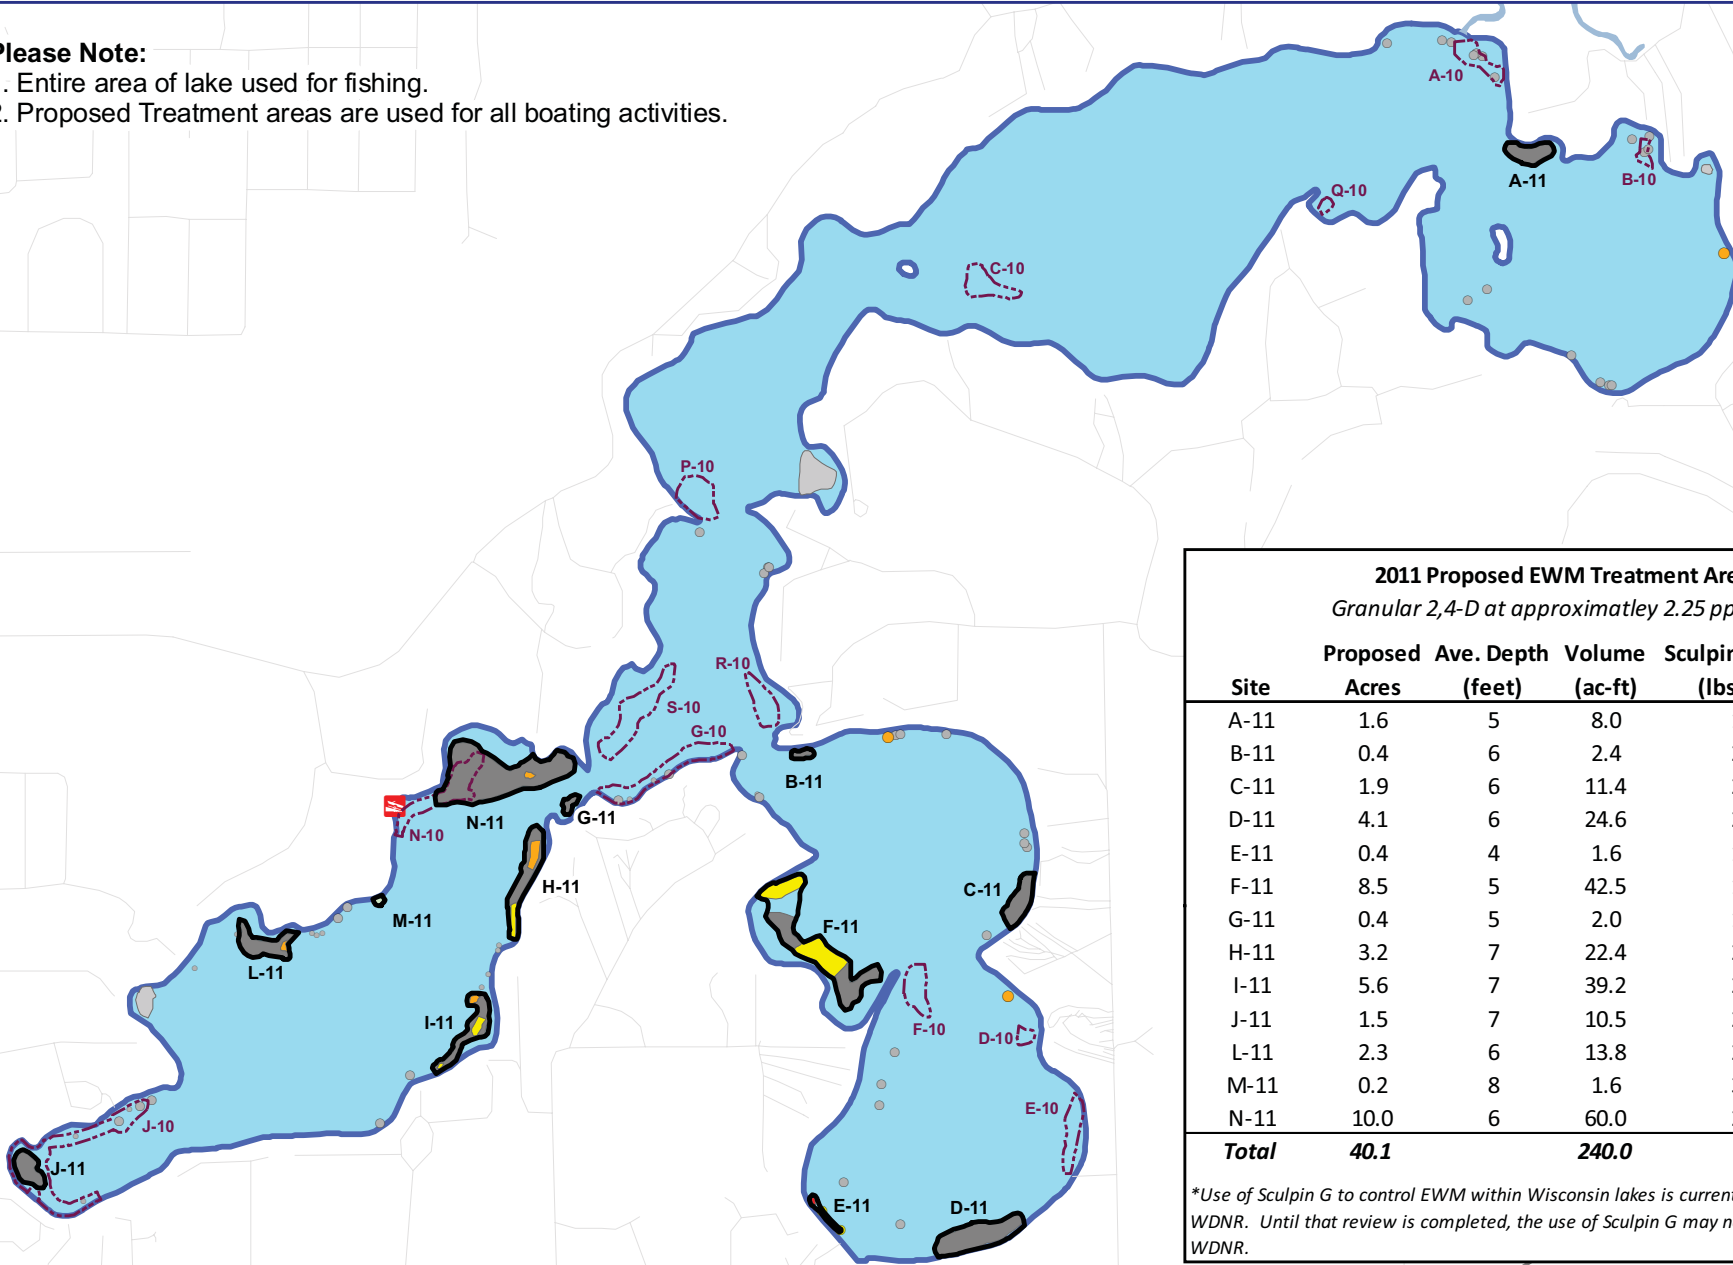 Please Note:
. Entire area of lake used for fishing.
2. Proposed Treatment areas are used for all boating activities.
A-10
A-11
B-10
Q-10
C-10
P-10
R-10
S-10
G-10
B-11
N-11
G-11
N-10
H-11
M-11
C-11
F-11
L-11
I-11
F-10
D-10
E-10
J-10
J-11
E-11
D-11
2011 Proposed EWM Treatment Are
Granular 2,4-D at approximatley 2.25 pp
Proposed Ave. Depth Volume Sculpin
Site Acres (feet) (ac-ft) (lbs
A-11 1.6 5 8.0
B-11 0.4 6 2.4
C-11 1.9 6 11.4
D-11 4.1 6 24.6
E-11 0.4 4 1.6
F-11 8.5 5 42.5
G-11 0.4 5 2.0
H-11 3.2 7 22.4
I-11 5.6 7 39.2
J-11 1.5 7 10.5
L-11 2.3 6 13.8
M-11 0.2 8 1.6
N-11 10.0 6 60.0
Total 40.1 240.0
*Use of Sculpin G to control EWM within Wisconsin lakes is current
WDNR. Until that review is completed, the use of Sculpin G may n
WDNR.